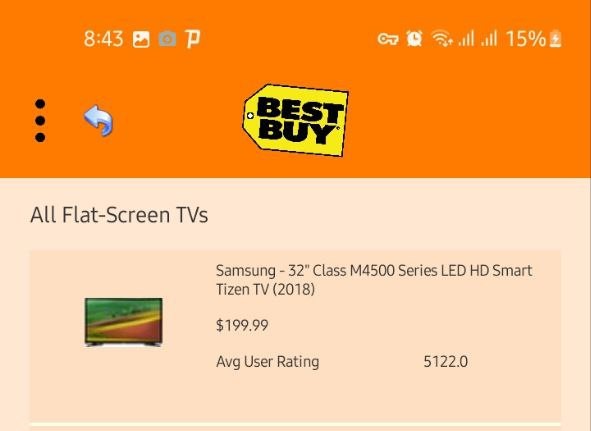 8:43 15%
BEST
BUY
All Flat-Screen TVs
Samsung - 32" Class M4500 Series LED HD Smart
Tizen TV (2018)
$199.99
Avg User Rating 5122.0